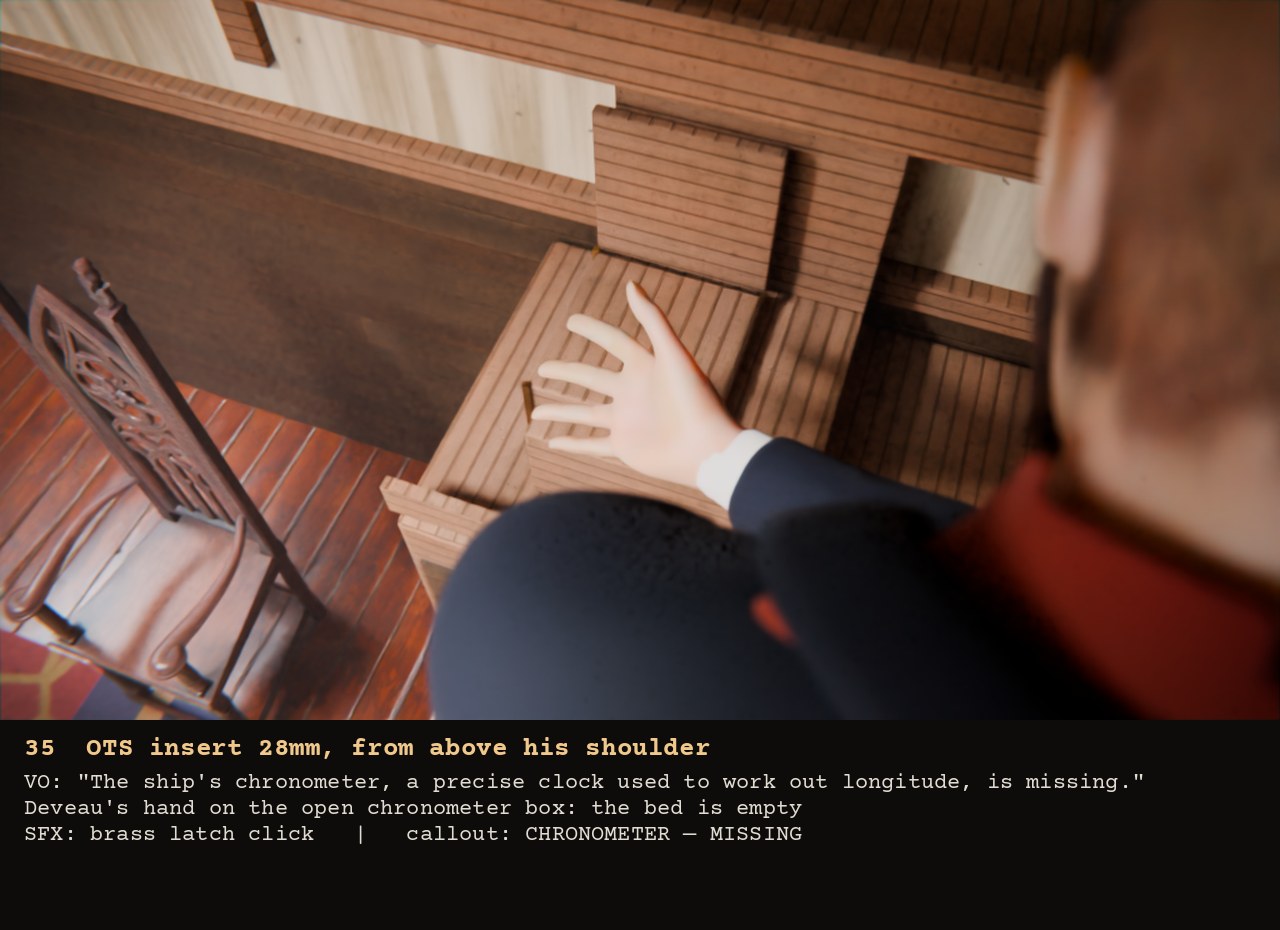 35  OTS insert 28mm, from above his shoulder
VO: "The ship's chronometer, a precise clock used to work out longitude, is missing."
Deveau's hand on the open chronometer box: the bed is empty
SFX: brass latch click   |   callout: CHRONOMETER — MISSING